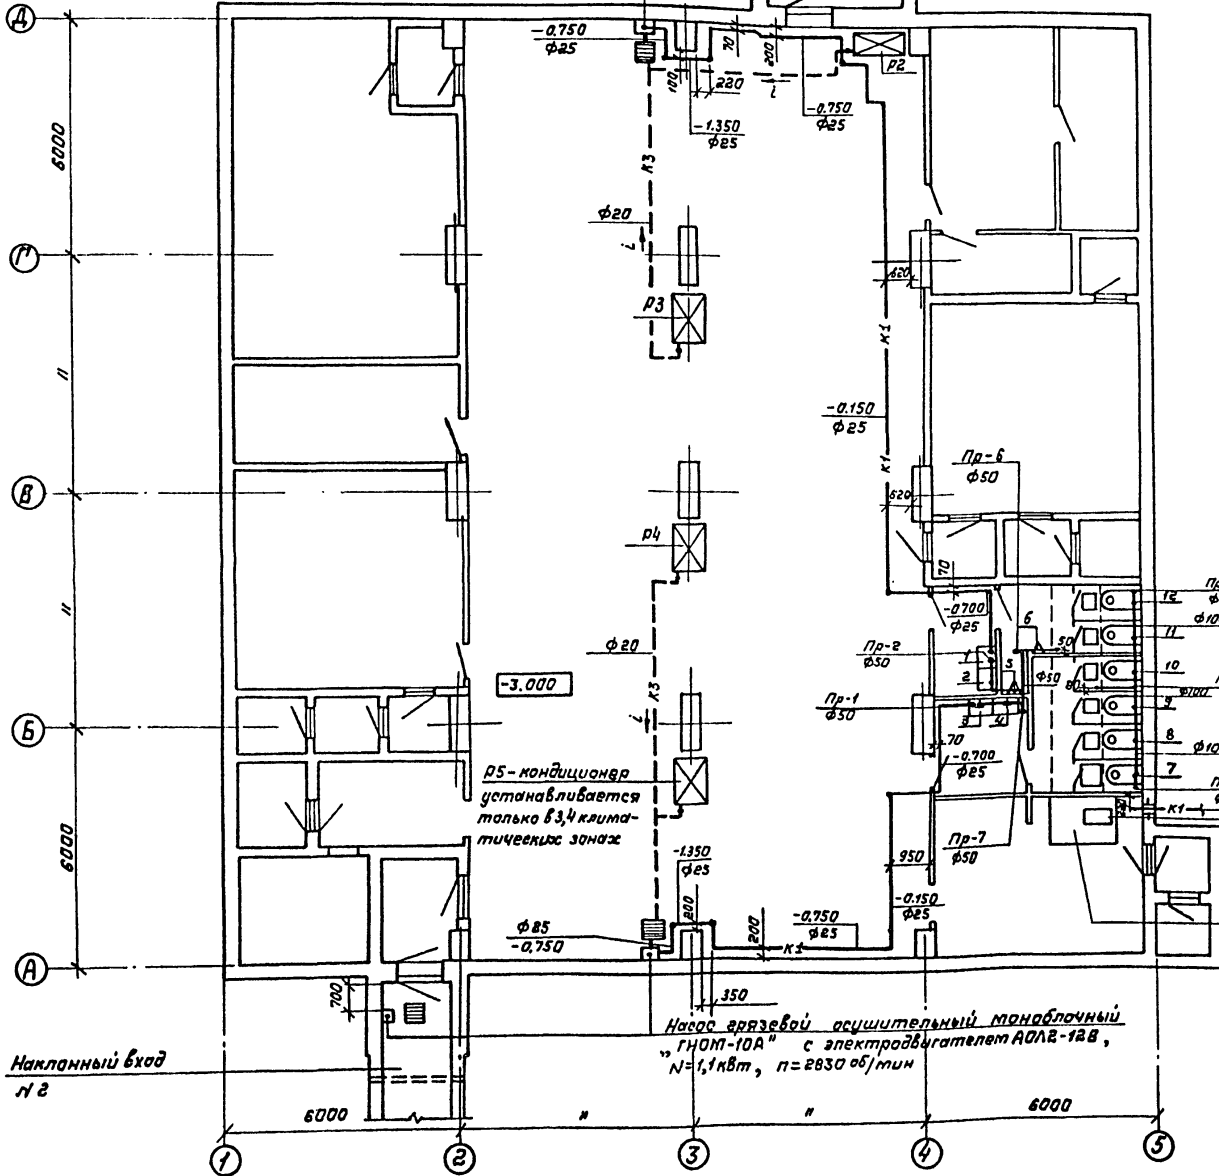 Д
-0.750
ф25
70
200
Р2
100
220
i
-0.750
ф25
-1.350
ф25
6000
К3
ф20
i
Г
620
Р3
К1
"
-0.150
ф25
К1
Пр-6
ф50
В
620
Р4
70
"
-0.700
ф25
12
ф10
6
11
Пр-2
ф50
50
1
5
10
ф20
2
ф50
80
-3.000
К3
Пр-1
ф50
ф100
9
3
4
i
Б
8
ф10
70
-0.700
ф25
7
Р5-кондиционер
устанавливается
только в 3,4 клима-
тических зонах
К1
6000
-1.350
ф25
Пр-7
ф50
950
200
-0.150
ф25
ф25
-0.750
200
-0.750
ф25
К1
А
700
350
Насос грязевой осушительный моноблочный
"ГНОМ-10А" с электродвигателем АОЛ2-12В,
N=1,1квт, n=2830 об/мин
Наклонный вход
N 2
6000
"
"
6000
1
2
3
4
5